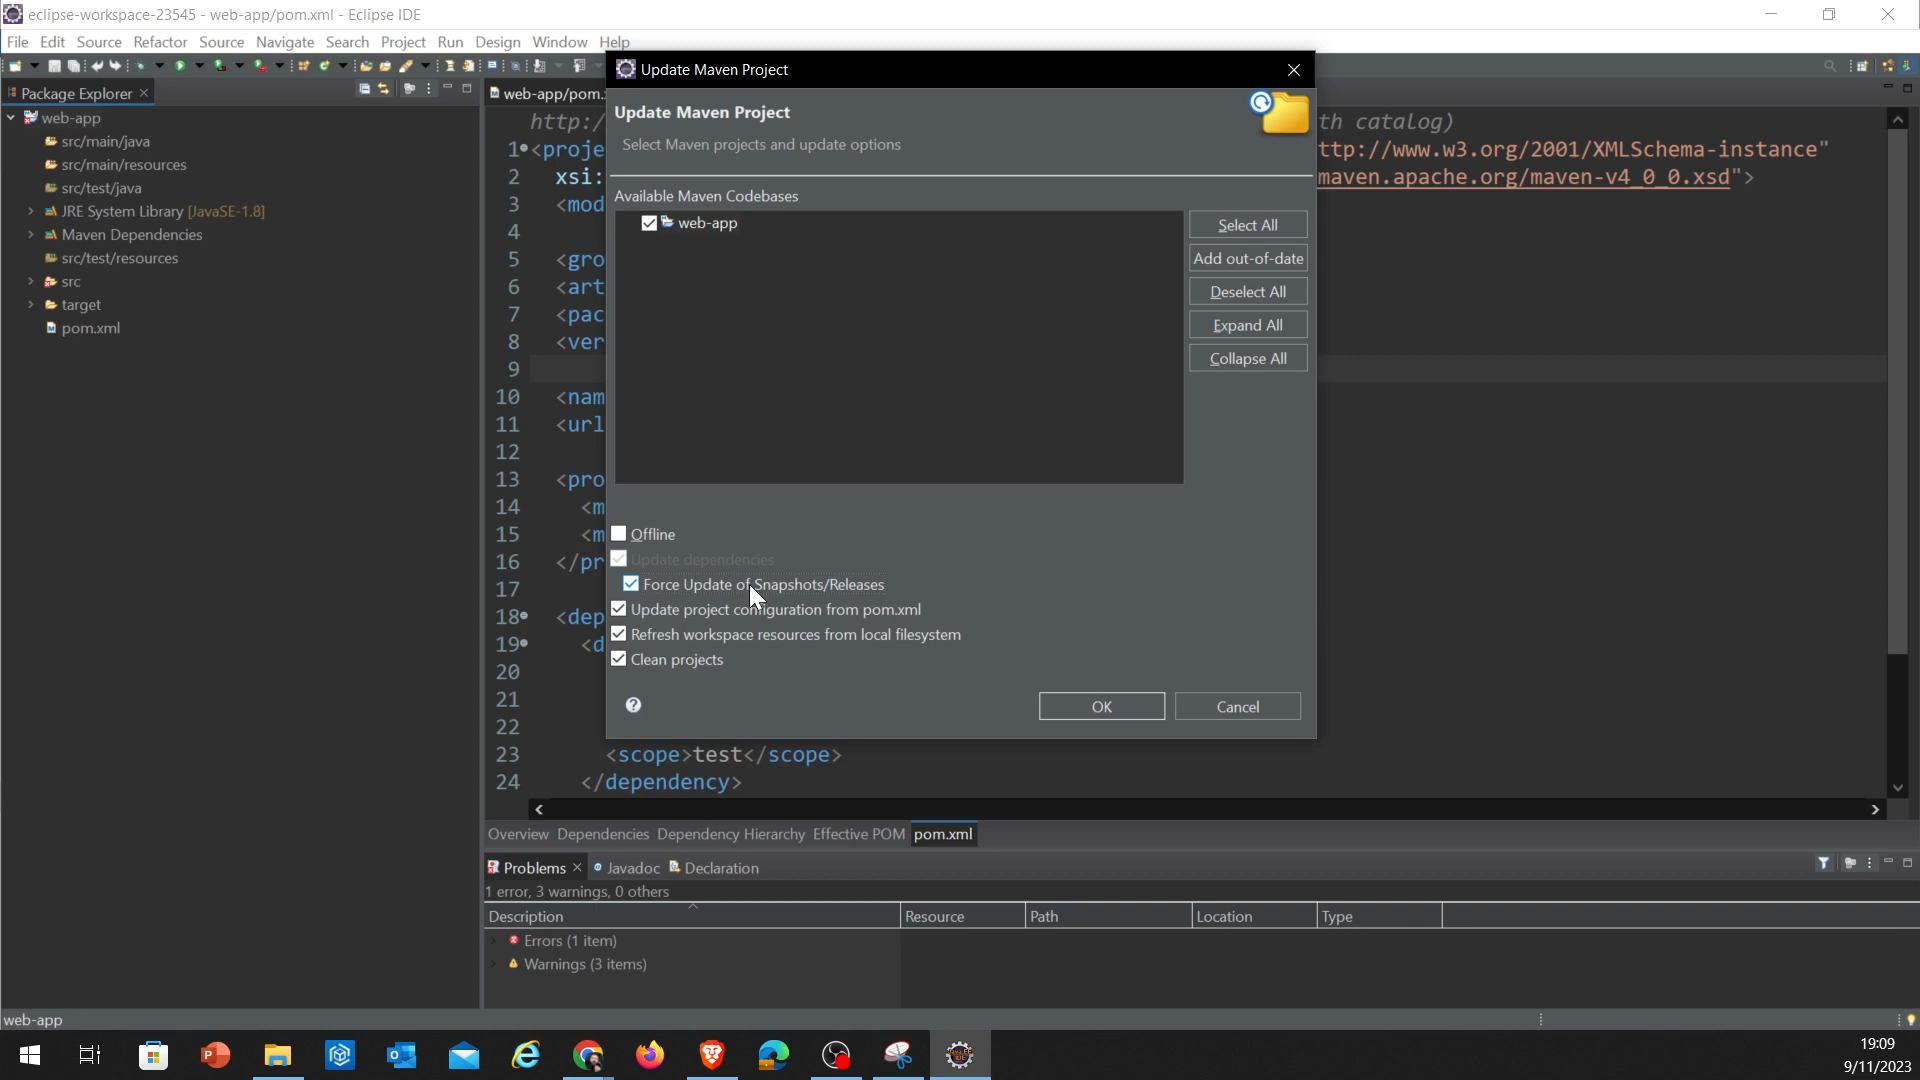 eclipse-workspace-23545 - web-app/pom.xml - Eclipse IDE
File Edit Source Refactor Source Navigate Search Project Run Design Window Help
Package Explorer
web-app
src/main/java
src/main/resources
src/test/java
JRE System Library [JavaSE-1.8]
Maven Dependencies
src/test/resources
src
target
pom.xml
web-app/pom.
http:/
th catalog)
1 <proje
ttp://www.w3.org/2001/XMLSchema-instance"
2 xsi:
maven.apache.org/maven-v4_0_0.xsd">
3 <mod
4
5 <gro
6 <art
7 <pac
8 <ver
9
10 <nam
11 <url
12
13 <pro
14 <m
15 <m
16 </pr
17
18 <dep
19 <d
20
21
22
23 <scope>test</scope>
24 </dependency>
Update Maven Project
Update Maven Project
Select Maven projects and update options
Available Maven Codebases
web-app
Select All
Add out-of-date
Deselect All
Expand All
Collapse All
Offline
Update dependencies
Force Update of Snapshots/Releases
Update project configuration from pom.xml
Refresh workspace resources from local filesystem
Clean projects
?
OK Cancel
Overview Dependencies Dependency Hierarchy Effective POM pom.xml
Problems Javadoc Declaration
1 error, 3 warnings, 0 others
Description Resource Path Location Type
Errors (1 item)
Warnings (3 items)
web-app
19:09
9/11/2023